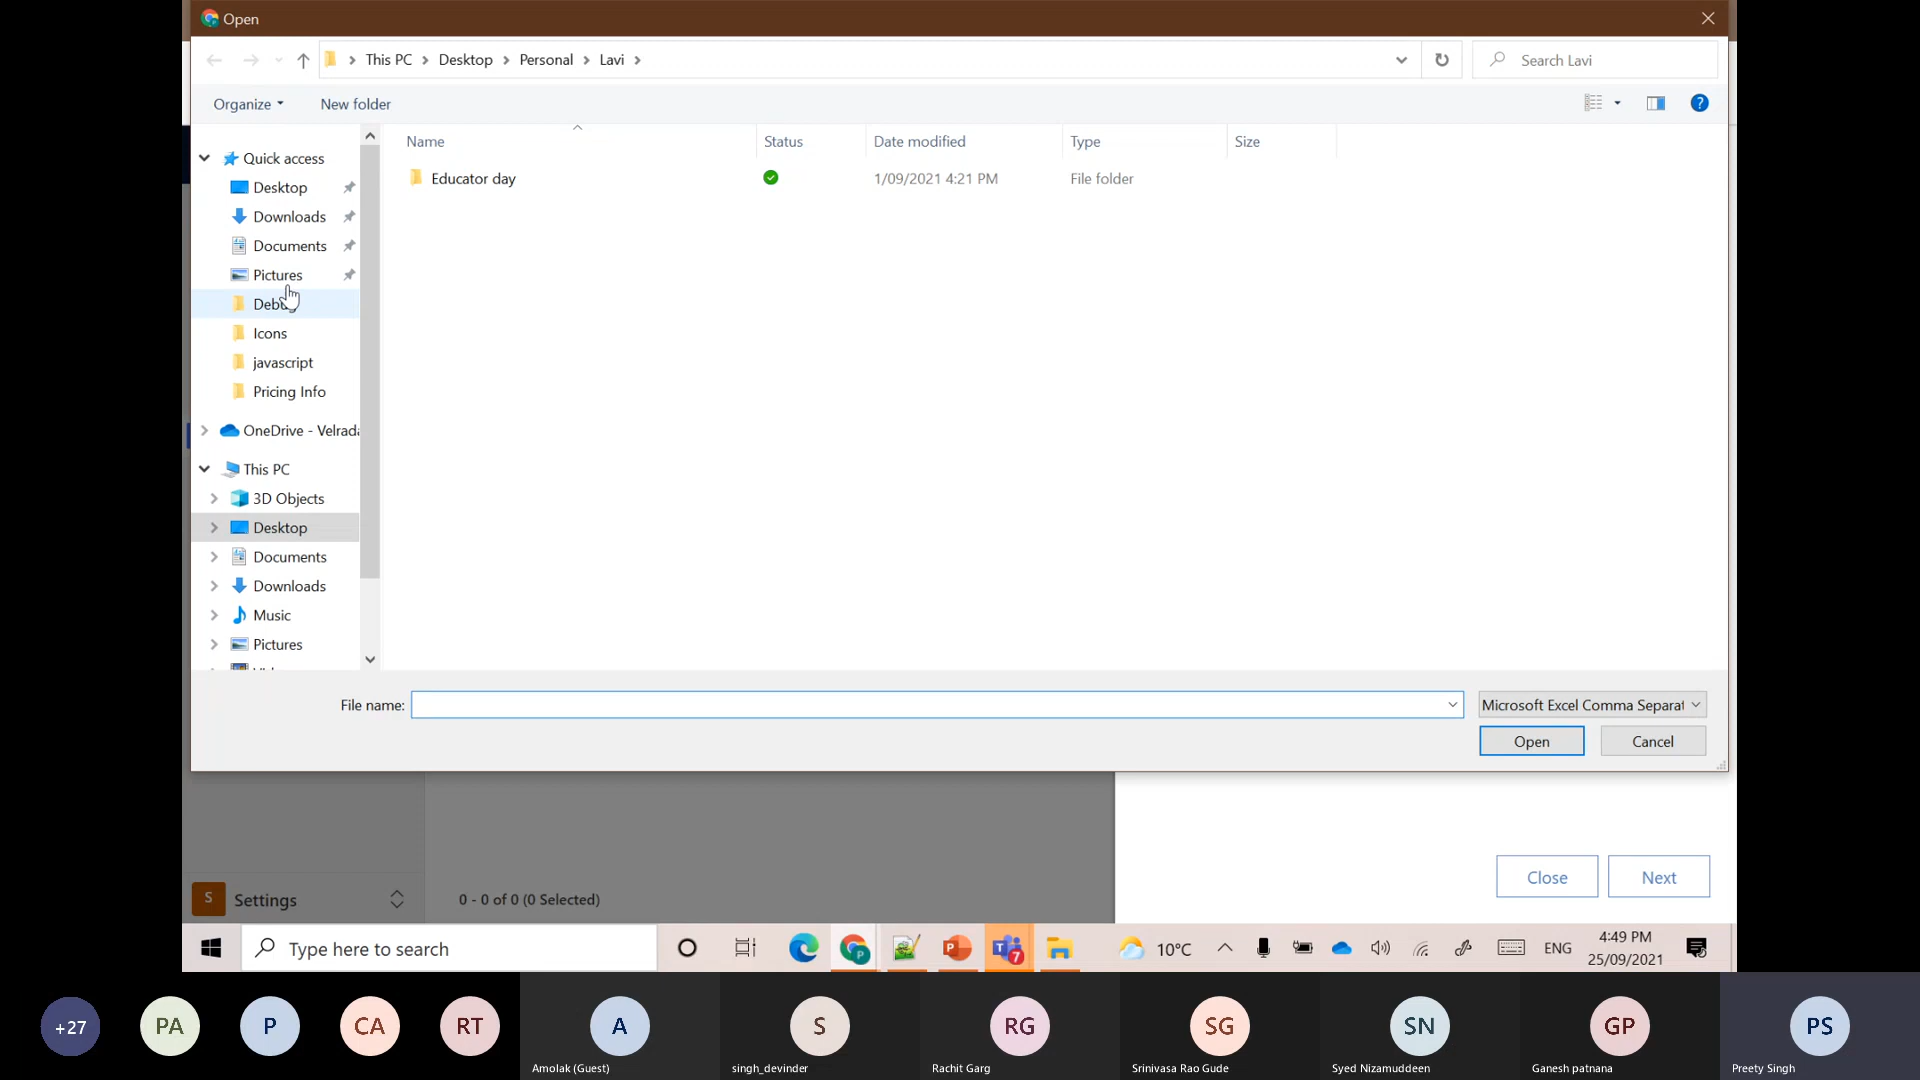 Open
This PC
Desktop
Personal
Lavi
Search Lavi
Organize
New folder
Name
Status
Date modified
Type
Size
Educator day
1/09/2021 4:21 PM
File folder
Quick access
Desktop
Downloads
Documents
Pictures
Icons
javascript
Pricing Info
OneDrive -
This PC
3D Objects
Desktop
Documents
Downloads
Music
Pictures
File name:
Microsoft Excel Comma
Open
Cancel
Close
Next
S
Settings
0 - 0 of 0 (0 Selected)
Type here to search
7
10°C
ENG
4:49 PM
25/09/2021
+27
PA
P
CA
RT
A
S
RG
SG
SN
GP
PS
Amolak (Guest)
singh_devinder
Rachit Garg
Srinivasa Rao Gude
Syed Nizamuddeen
Ganesh patnana
Preety Singh